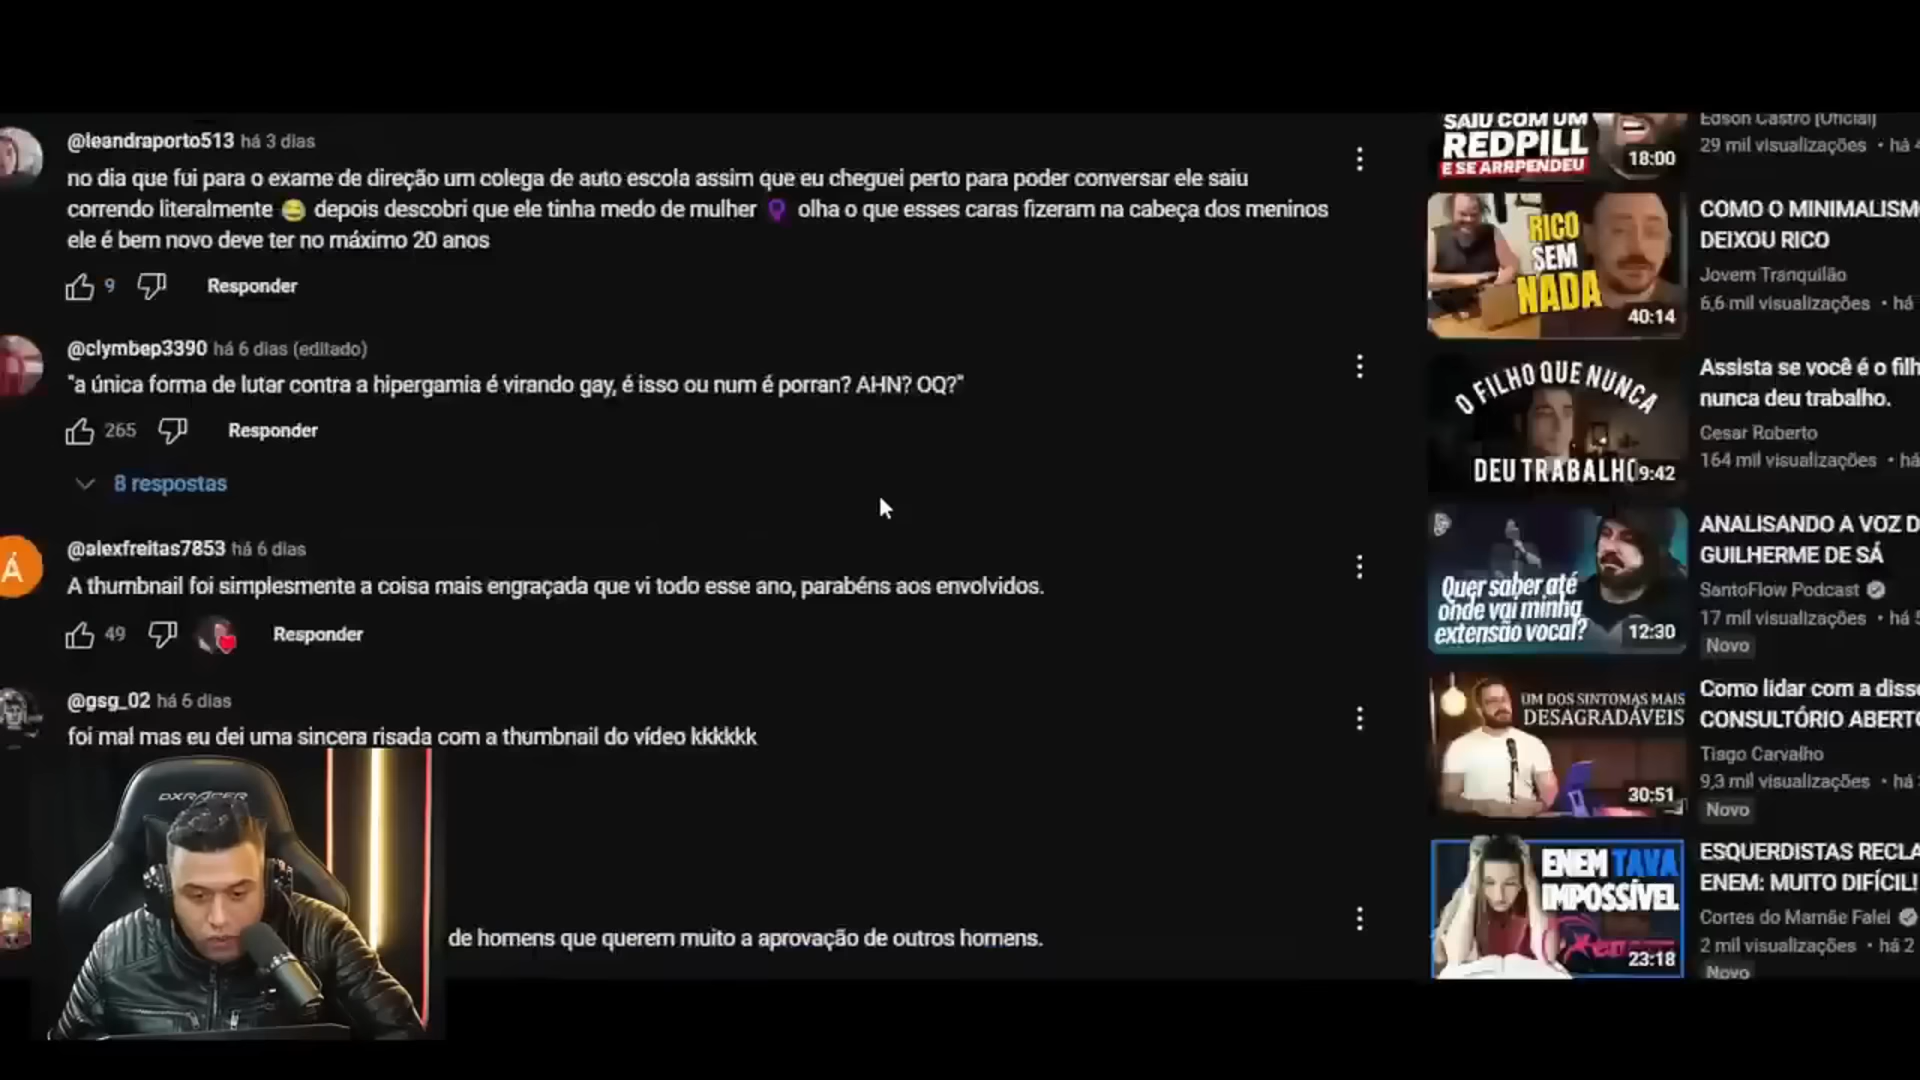 @leandraporto513 há 3 dias
no dia que fui para o exame de direção um colega de auto escola assim que eu cheguei perto para poder conversar ele saiu
correndo literalmente 😂 depois descobri que ele tinha medo de mulher ♀ olha o que esses caras fizeram na cabeça dos meninos
ele é bem novo deve ter no máximo 20 anos
9 Responder
@clymbep3390 há 6 dias (editado)
"a única forma de lutar contra a hipergamia é virando gay, é isso ou num é porran? AHN? OQ?"
265 Responder
8 respostas
Á
@alexfreitas7853 há 6 dias
A thumbnail foi simplesmente a coisa mais engraçada que vi todo esse ano, parabéns aos envolvidos.
49 Responder
@gsg_02 há 6 dias
foi mal mas eu dei uma sincera risada com a thumbnail do vídeo kkkkkk
DXRACER
de homens que querem muito a aprovação de outros homens.
SAIU COM UM
REDPILL
E SE ARRPENDEU
18:00
Edson Castro [Oficial]
29 mil visualizações • há
RICO
SEM
NADA
40:14
COMO O MINIMALISM
DEIXOU RICO
Jovem Tranquilão
6,6 mil visualizações • há
O FILHO QUE NUNCA
DEU TRABALHO
9:42
Assista se você é o filh
nunca deu trabalho.
Cesar Roberto
164 mil visualizações • há
Quer saber até
onde vai minha
extensão vocal?
12:30
ANALISANDO A VOZ D
GUILHERME DE SÁ
SantoFlow Podcast
17 mil visualizações • há 5
Novo
UM DOS SINTOMAS MAIS
DESAGRADÁVEIS
30:51
Como lidar com a disso
CONSULTÓRIO ABERTO
Tiago Carvalho
9,3 mil visualizações • há
Novo
ENEM TAVA
IMPOSSÍVEL
23:18
ESQUERDISTAS RECLA
ENEM: MUITO DIFÍCIL!
Cortes do Mamãe Falei
2 mil visualizações • há 2
Novo